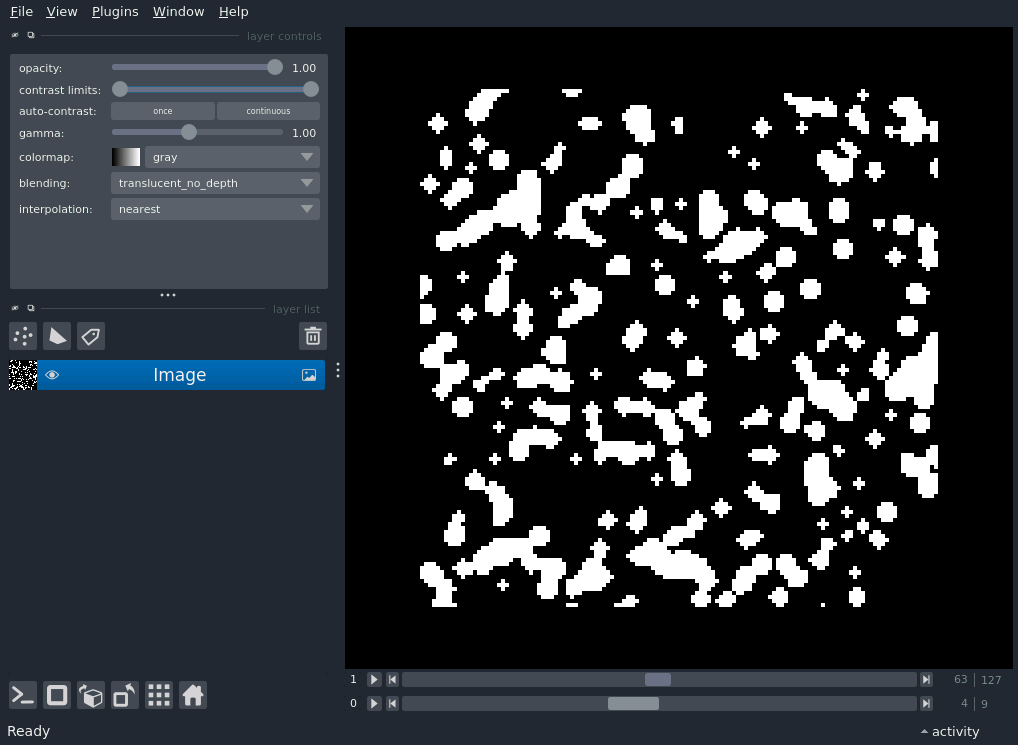 File View Plugins Window Help
layer controls
opacity: 1.00
contrast limits:
auto-contrast: once continuous
gamma: 1.00
colormap: gray
blending: translucent_no_depth
interpolation: nearest
layer list
Image
1 63 127
0 4 9
Ready activity